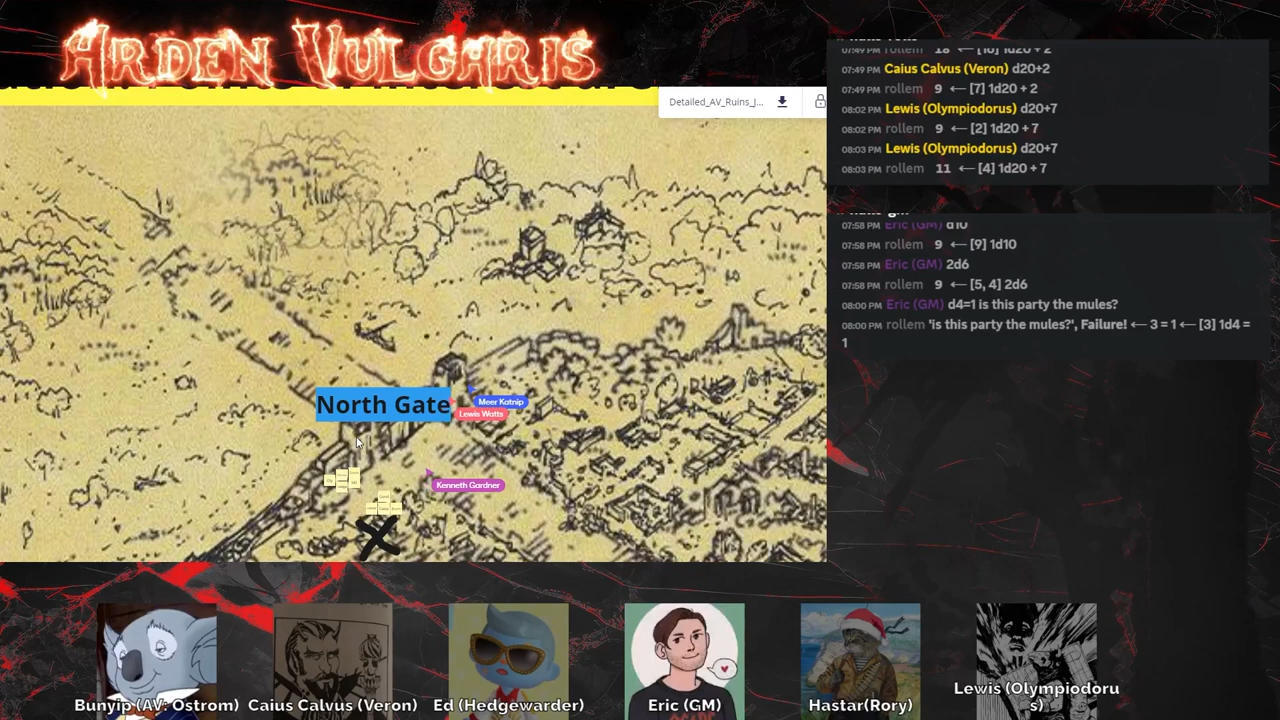 ARDEN VULGARIS
Detailed_AV_Ruins_J...
07:49 PM rollem 18 ⟵ [16] 1d20 + 2
07:49 PM Caius Calvus (Veron) d20+2
07:49 PM rollem 9 ⟵ [7] 1d20 + 2
08:02 PM Lewis (Olympiodorus) d20+7
08:02 PM rollem 9 ⟵ [2] 1d20 + 7
08:03 PM Lewis (Olympiodorus) d20+7
08:03 PM rollem 11 ⟵ [4] 1d20 + 7
07:58 PM Eric (GM) d10
07:58 PM rollem 9 ⟵ [9] 1d10
07:58 PM Eric (GM) 2d6
07:58 PM rollem 9 ⟵ [5, 4] 2d6
08:00 PM Eric (GM) d4=1 is this party the mules?
08:00 PM rollem 'is this party the mules?', Failure! ⟵ 3 = 1 ⟵ [3] 1d4 =
1
North Gate
Meer Katnip
Lewis Watts
Kenneth Gardner
Bunyip (AV: Ostrom)
Caius Calvus (Veron)
Ed (Hedgewarder)
Eric (GM)
Hastar(Rory)
Lewis (Olympiodoru
s)